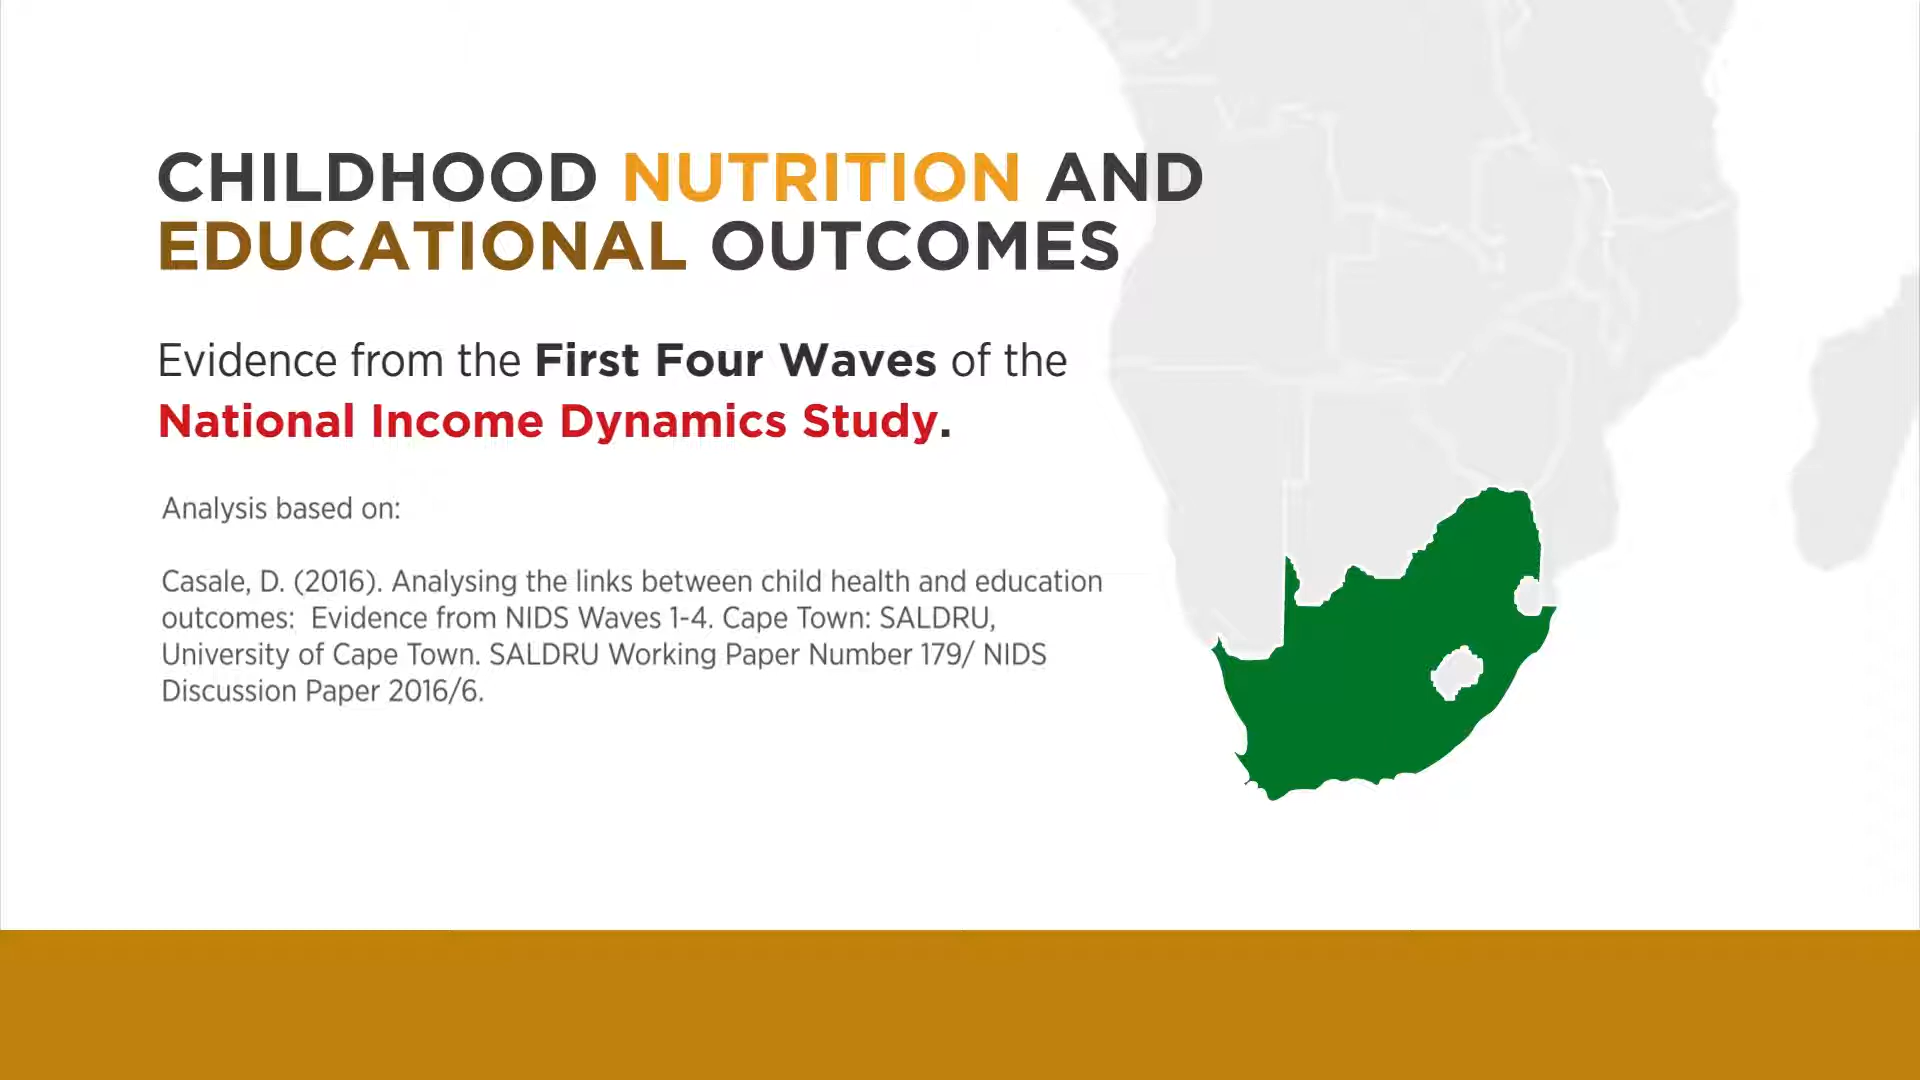 CHILDHOOD NUTRITION AND
EDUCATIONAL OUTCOMES
Evidence from the First Four Waves of the
National Income Dynamics Study.
Analysis based on:
Casale, D. (2016). Analysing the links between child health and education
outcomes:  Evidence from NIDS Waves 1-4. Cape Town: SALDRU,
University of Cape Town. SALDRU Working Paper Number 179/ NIDS
Discussion Paper 2016/6.